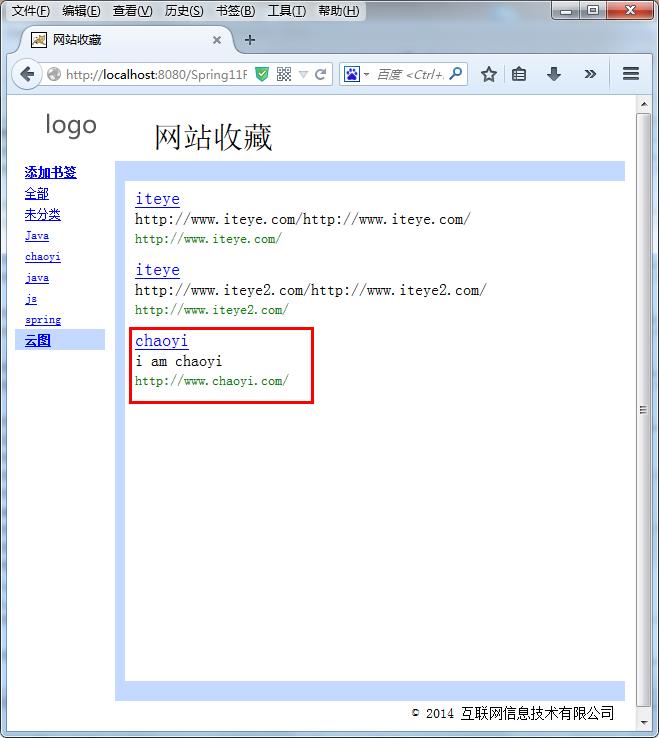 文件(F) 编辑(E) 查看(V) 历史(S) 书签(B) 工具(T) 帮助(H)
网站收藏
http://localhost:8080/Spring11F 百度 <Ctrl+.
logo
网站收藏
添加书签
全部
未分类
Java
chaoyi
java
js
spring
云图
iteye
http://www.iteye.com/http://www.iteye.com/
http://www.iteye.com/
iteye
http://www.iteye2.com/http://www.iteye2.com/
http://www.iteye2.com/
chaoyi
i am chaoyi
http://www.chaoyi.com/
© 2014 互联网信息技术有限公司